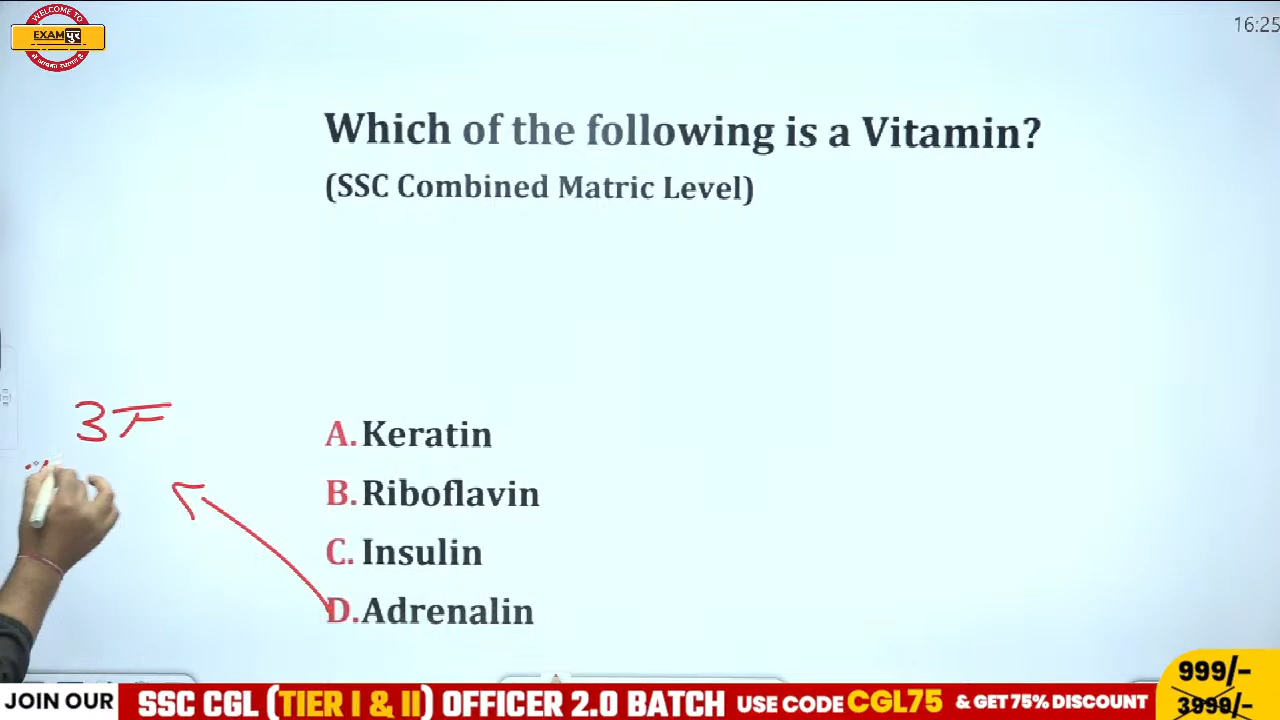 WELCOME TO
EXAMपुर
16:25
Which of the following is a Vitamin?
(SSC Combined Matric Level)
3F
A. Keratin
B. Riboflavin
C. Insulin
D. Adrenalin
JOIN OUR SSC CGL (TIER I & II) OFFICER 2.0 BATCH USE CODE CGL75 & GET 75% DISCOUNT
999/-
3999/-